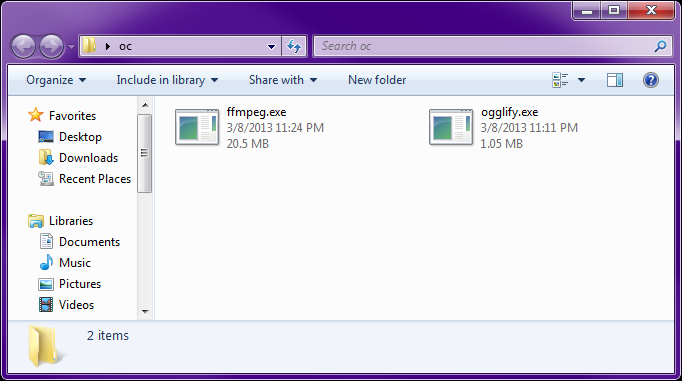 oc
Search oc
Organize Include in library Share with New folder
Favorites
Desktop
Downloads
Recent Places
Libraries
Documents
Music
Pictures
Videos
ffmpeg.exe
3/8/2013 11:24 PM
20.5 MB
ogglify.exe
3/8/2013 11:11 PM
1.05 MB
2 items